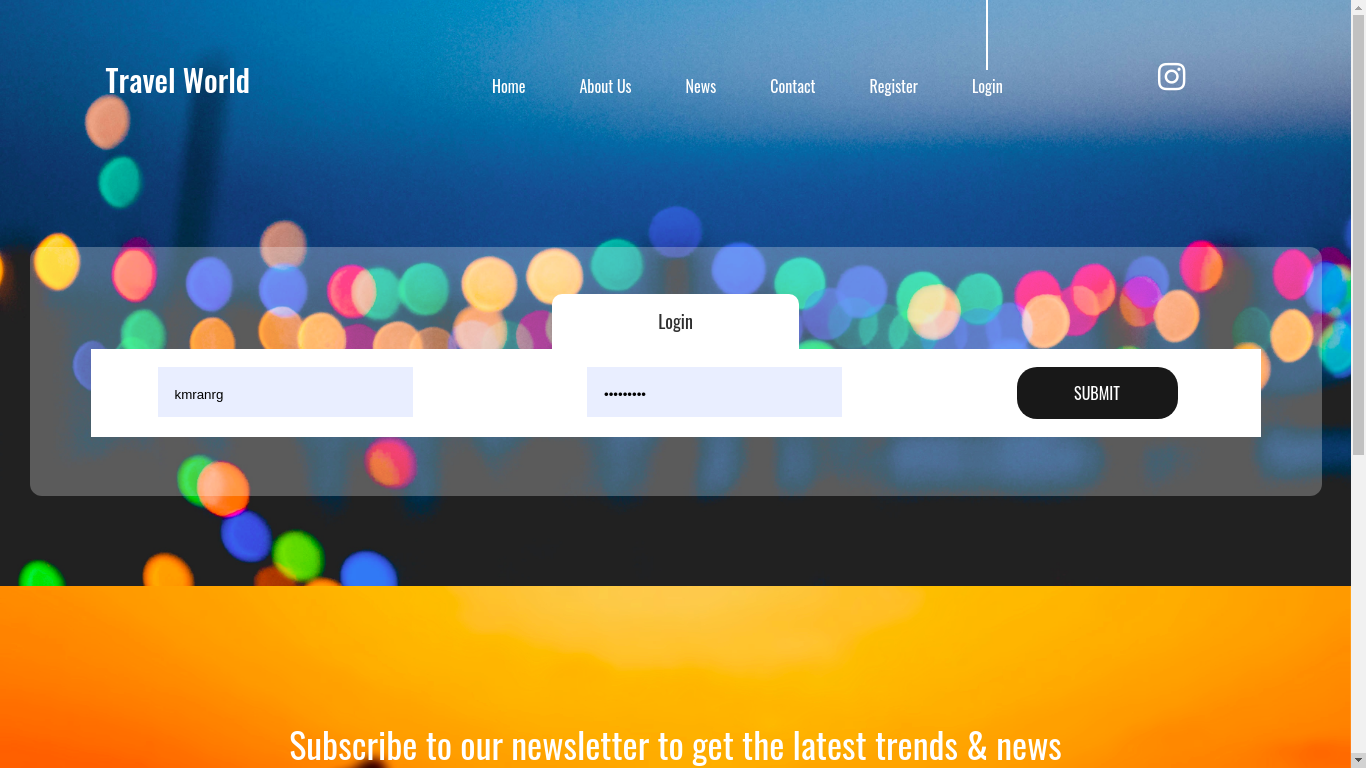 Travel World
Home
About Us
News
Contact
Register
Login
Login
kmranrg
•••••••••
SUBMIT
Subscribe to our newsletter to get the latest trends & news